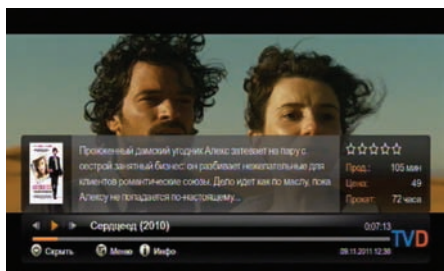 Прожженный дамский угодник Алекс затевает на пару с
сестрой занятный бизнес: он разбивает нежелательные для
клиентов романтические союзы. Дело идет как по маслу, пока
Алексу не попадается по-настоящему...
Прод.: 105 мин
Цена: 49
Прокат: 72 часа
Сердцеед (2010)
0:07:13
TVD
Скрыть Меню Инфо
09.11.2011 12:36